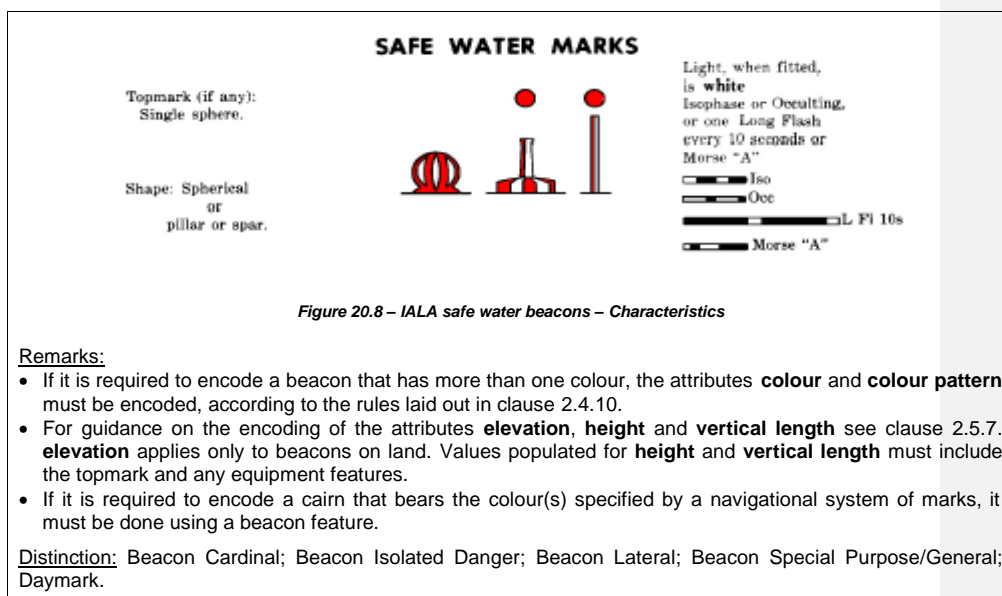 SAFE WATER MARKS
Topmark (if any):
Single sphere.
Shape: Spherical
or
pillar or spar.
Light, when fitted,
is white
Isophase or Occulting,
or one Long Flash
every 10 seconds or
Morse "A"
Iso
Occ
L Fl 10s
Morse "A"
Figure 20.8 – IALA safe water beacons – Characteristics
Remarks:
• If it is required to encode a beacon that has more than one colour, the attributes colour and colour pattern
must be encoded, according to the rules laid out in clause 2.4.10.
• For guidance on the encoding of the attributes elevation, height and vertical length see clause 2.5.7.
elevation applies only to beacons on land. Values populated for height and vertical length must include
the topmark and any equipment features.
• If it is required to encode a cairn that bears the colour(s) specified by a navigational system of marks, it
must be done using a beacon feature.
Distinction: Beacon Cardinal; Beacon Isolated Danger; Beacon Lateral; Beacon Special Purpose/General;
Daymark.